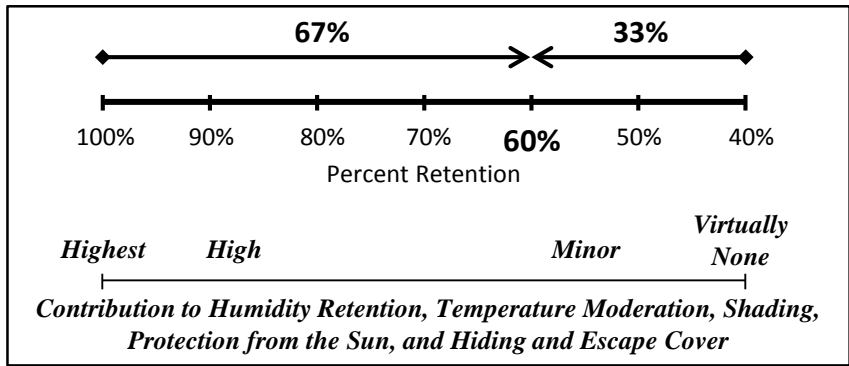 67% 33%
100% 90% 80% 70% 60% 50% 40%
Percent Retention
Highest High Minor Virtually None
Contribution to Humidity Retention, Temperature Moderation, Shading,
Protection from the Sun, and Hiding and Escape Cover